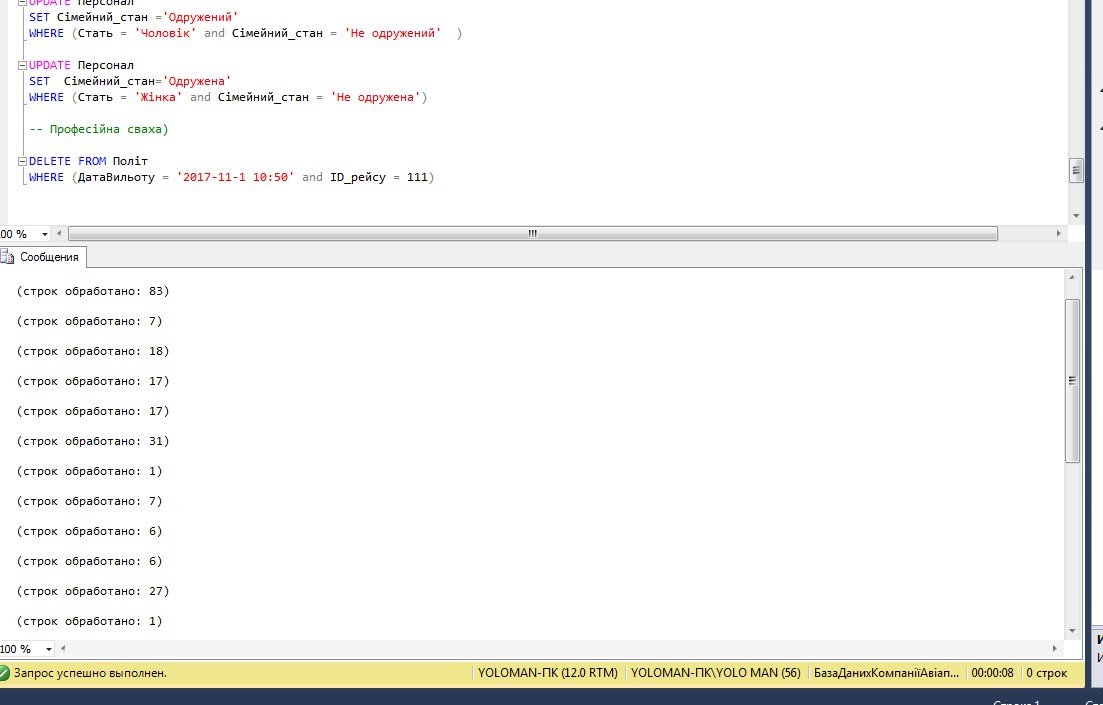 UPDATE Персонал
SET Сімейний_стан ='Одружений'
WHERE (Стать = 'Чоловік' and Сімейний_стан = 'Не одружений'  )
UPDATE Персонал
SET  Сімейний_стан='Одружена'
WHERE (Стать = 'Жінка' and Сімейний_стан = 'Не одружена')
-- Професійна сваха)
DELETE FROM Політ
WHERE (ДатаВильоту = '2017-11-1 10:50' and ID_рейсу = 111)
00 %
Сообщения
(строк обработано: 83)
(строк обработано: 7)
(строк обработано: 18)
(строк обработано: 17)
(строк обработано: 17)
(строк обработано: 31)
(строк обработано: 1)
(строк обработано: 7)
(строк обработано: 6)
(строк обработано: 6)
(строк обработано: 27)
(строк обработано: 1)
100 %
Запрос успешно выполнен. YOLOMAN-ПК (12.0 RTM) YOLOMAN-ПК\YOLO MAN (56) БазаДанихКомпаніїАвіап... 00:00:08 0 строк